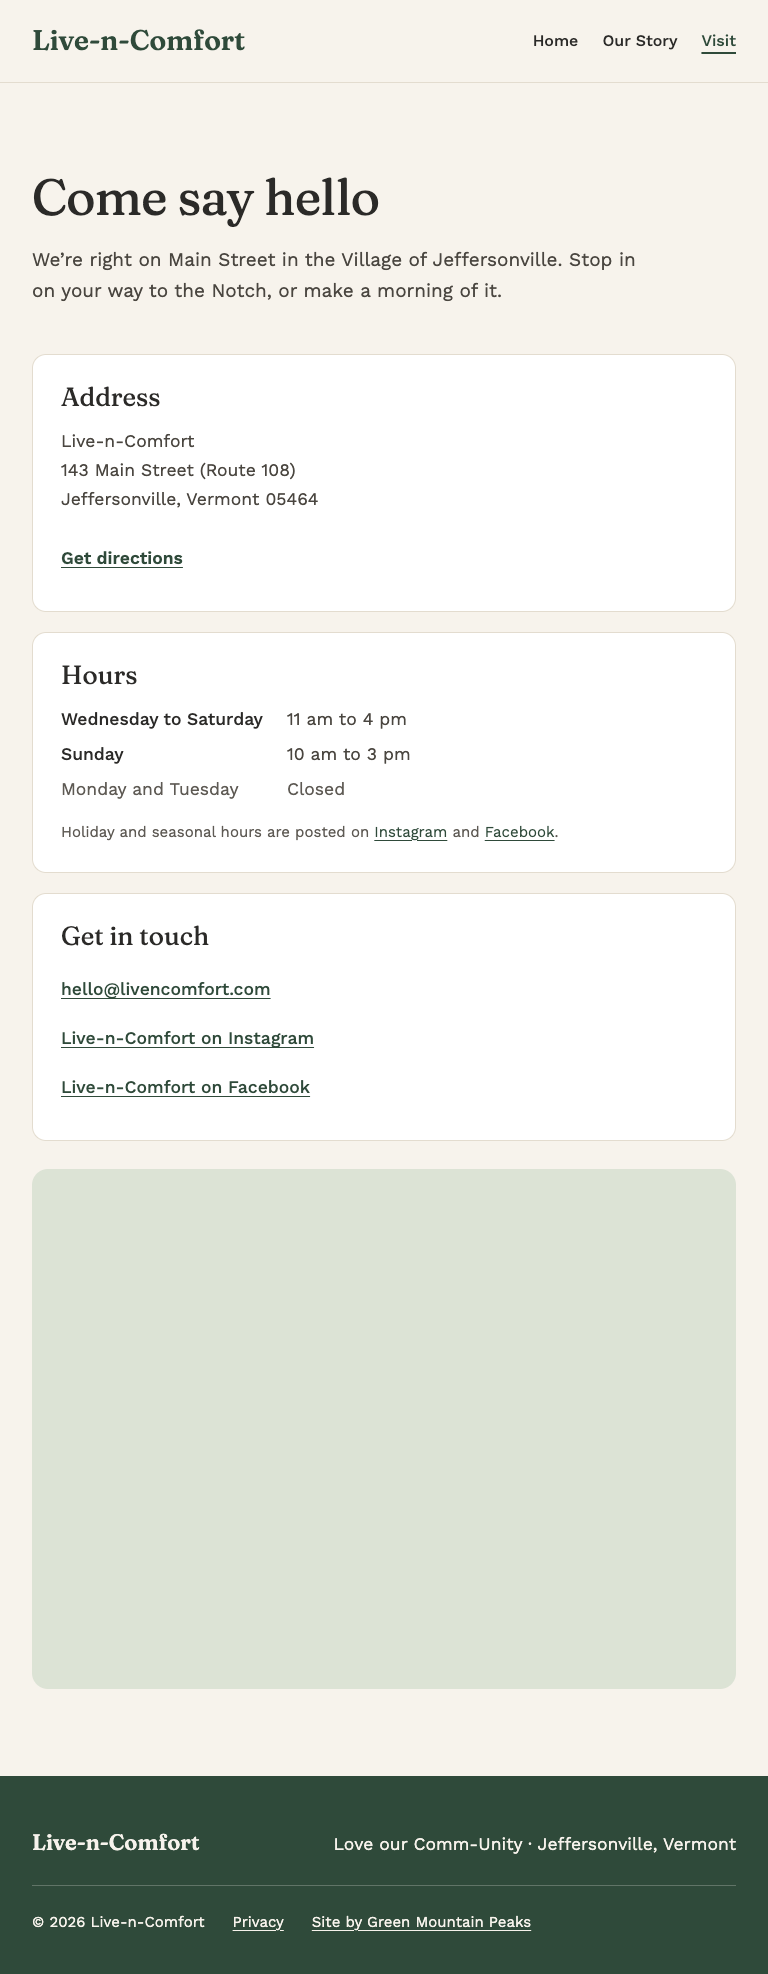 Live-n-Comfort
Home Our Story Visit
Come say hello
We’re right on Main Street in the Village of Jeffersonville. Stop in
on your way to the Notch, or make a morning of it.
Address
Live-n-Comfort
143 Main Street (Route 108)
Jeffersonville, Vermont 05464
Get directions
Hours
Wednesday to Saturday 11 am to 4 pm
Sunday 10 am to 3 pm
Monday and Tuesday Closed
Holiday and seasonal hours are posted on Instagram and Facebook.
Get in touch
hello@livencomfort.com
Live-n-Comfort on Instagram
Live-n-Comfort on Facebook
Live-n-Comfort
Love our Comm-Unity · Jeffersonville, Vermont
© 2026 Live-n-Comfort Privacy Site by Green Mountain Peaks